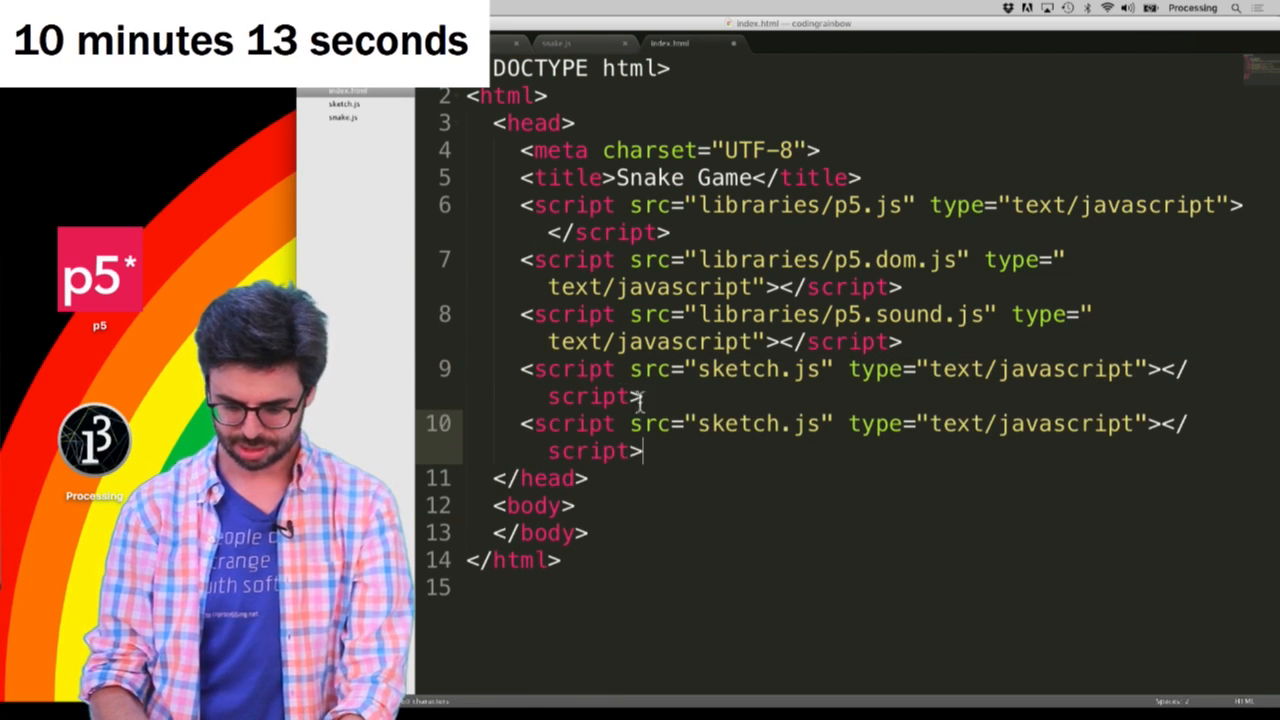 10 minutes 13 seconds
Processing
index.html — codingrainbow
snake.js
index.html
index.html
sketch.js
snake.js
DOCTYPE html>
2 <html>
3 <head>
4 <meta charset="UTF-8">
5 <title>Snake Game</title>
6 <script src="libraries/p5.js" type="text/javascript">
</script>
7 <script src="libraries/p5.dom.js" type="
text/javascript"></script>
8 <script src="libraries/p5.sound.js" type="
text/javascript"></script>
9 <script src="sketch.js" type="text/javascript"></
script>
10 <script src="sketch.js" type="text/javascript"></
script>
11 </head>
12 <body>
13 </body>
14 </html>
15
p5*
p5
Processing
people
with soft
characters
Spaces: 2
HTML